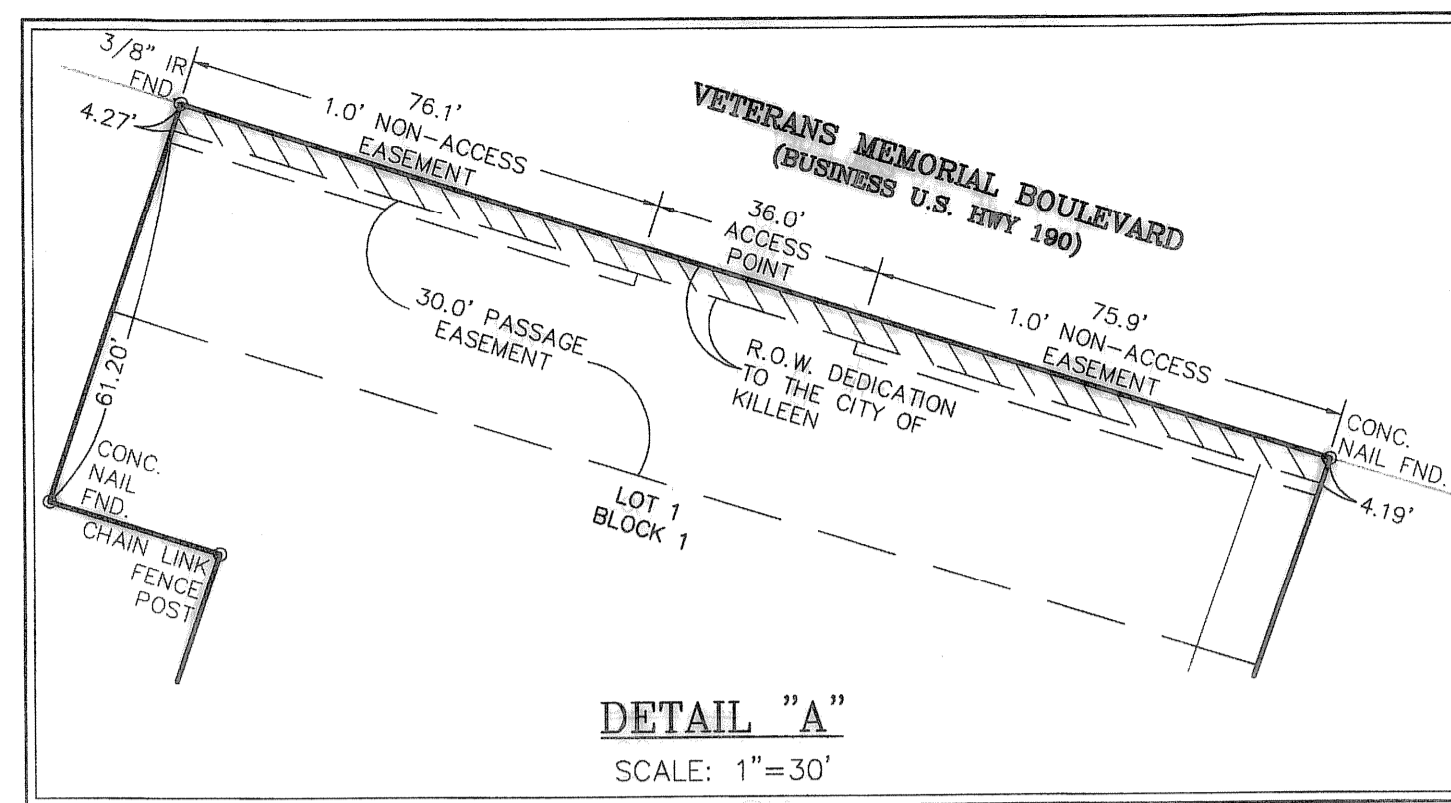 3/8" IR
FND.
4.27'
76.1'
1.0' NON-ACCESS
EASEMENT
VETERANS MEMORIAL BOULEVARD
(BUSINESS U.S. HWY 190)
36.0'
ACCESS
POINT
75.9'
1.0' NON-ACCESS
EASEMENT
30.0' PASSAGE
EASEMENT
R.O.W. DEDICATION
TO THE CITY OF
KILLEEN
CONC.
NAIL FND.
4.19'
61.20'
CONC.
NAIL
FND.
CHAIN LINK
FENCE
POST
LOT 1
BLOCK 1
DETAIL "A"
SCALE: 1"=30'